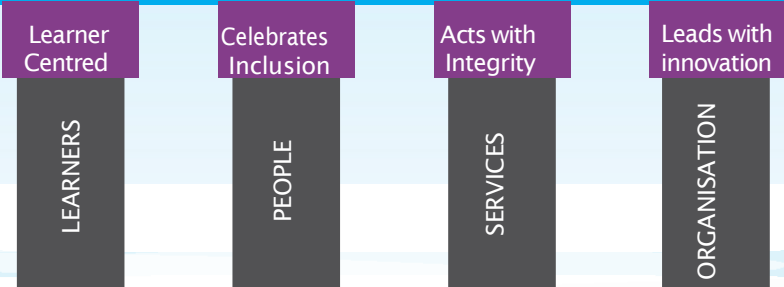 Learner
Centred
Celebrates
Inclusion
Acts with
Integrity
Leads with
innovation
LEARNERS
PEOPLE
SERVICES
ORGANISATION